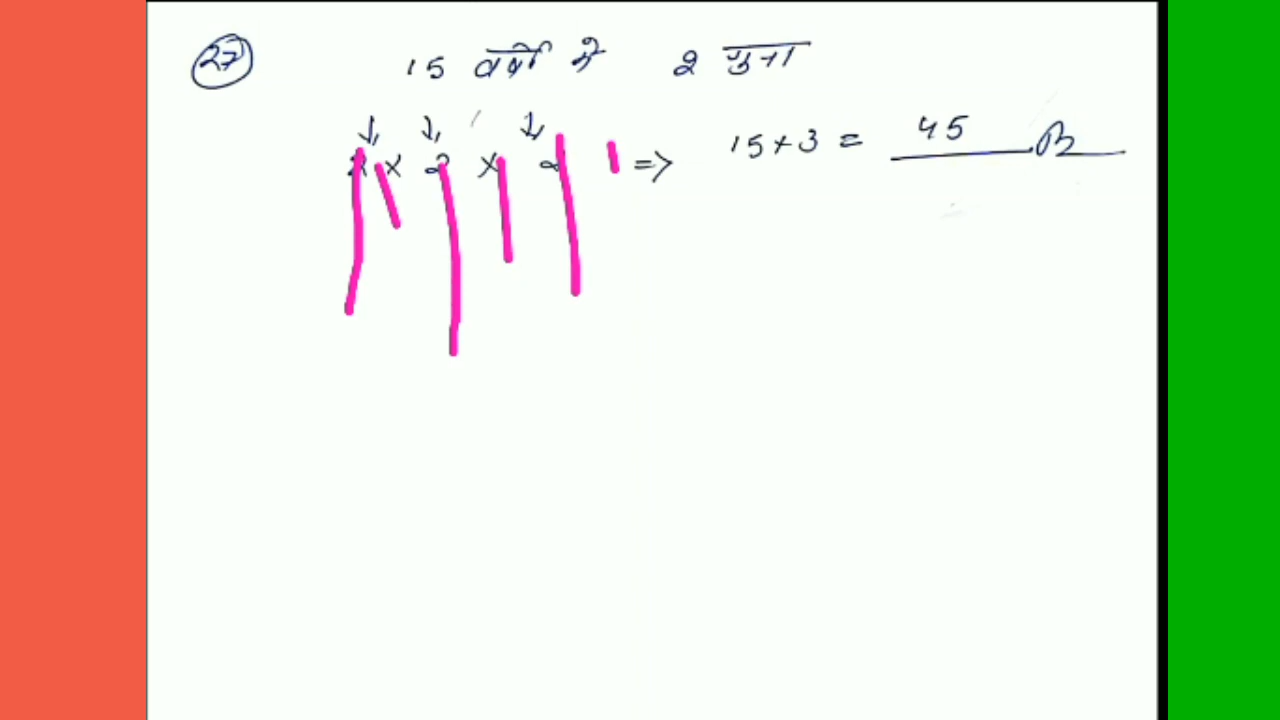 27 15 वर्षो मे 2 गुना
2 x 2 x 2 => 15 x 3 = 45